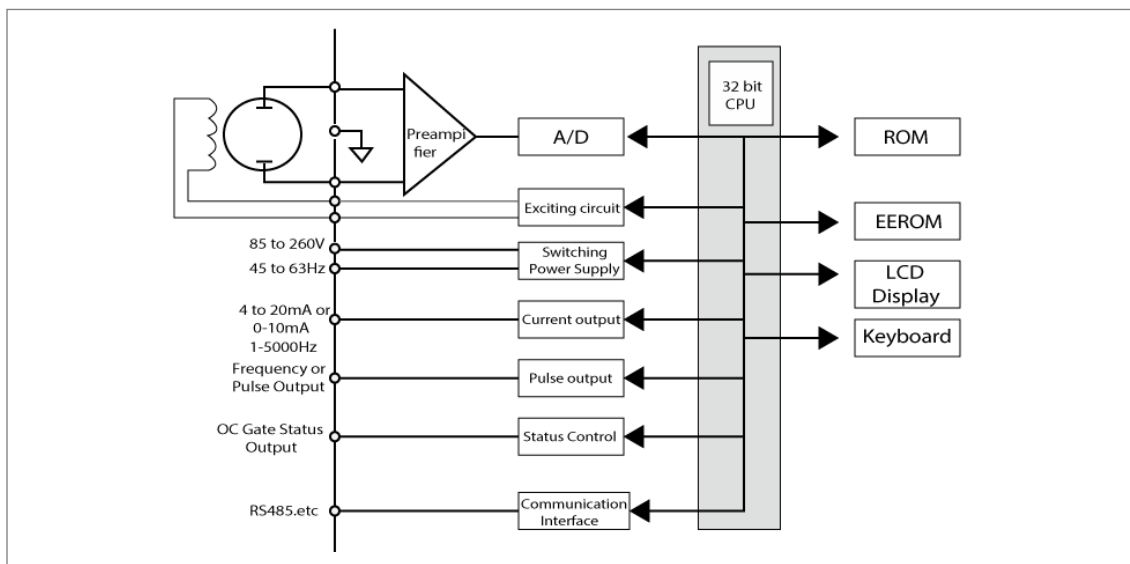 32 bit
CPU
Preampi
fier
A/D
ROM
Exciting circuit
EEROM
85 to 260V
45 to 63Hz
Switching
Power Supply
LCD
Display
4 to 20mA or
0-10mA
1-5000Hz
Current output
Keyboard
Frequency or
Pulse Output
Pulse output
OC Gate Status
Output
Status Control
RS485.etc
Communication
Interface